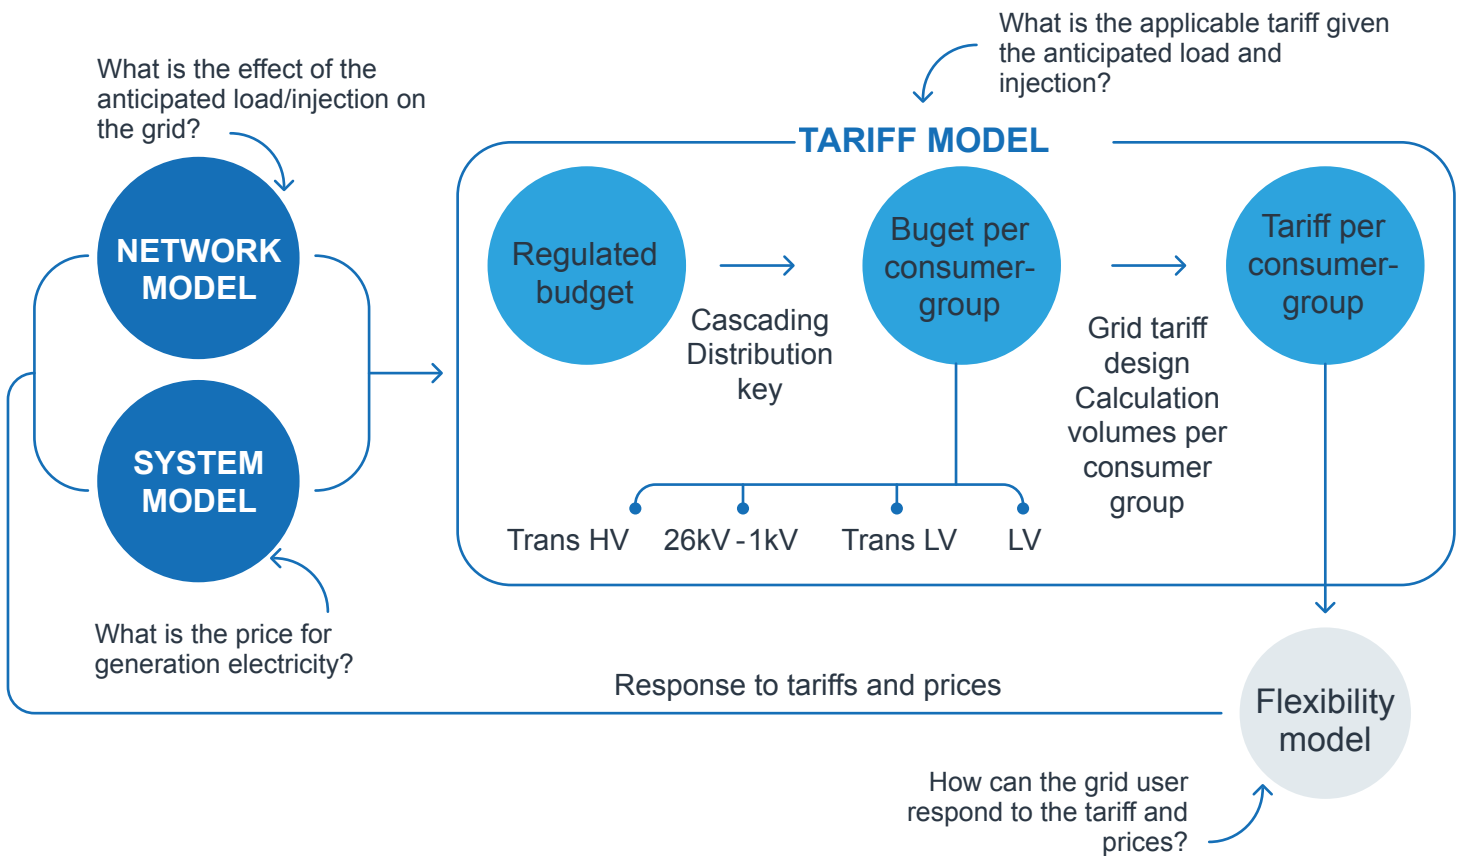 What is the effect of the
anticipated load/injection on
the grid?
NETWORK
MODEL
SYSTEM
MODEL
What is the price for
generation electricity?
What is the applicable tariff given
the anticipated load and
injection?
TARIFF MODEL
Regulated
budget
Cascading
Distribution
key
Buget per
consumer-
group
Grid tariff
design
Calculation
volumes per
consumer
group
Tariff per
consumer-
group
Trans HV
26kV - 1kV
Trans LV
LV
Response to tariffs and prices
Flexibility
model
How can the grid user
respond to the tariff and
prices?